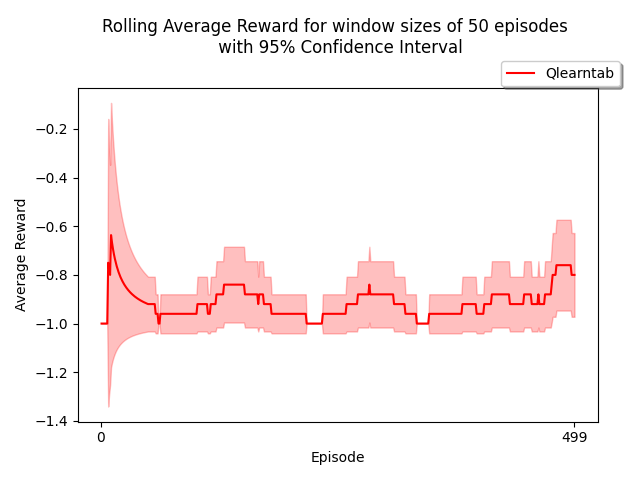 Rolling Average Reward for window sizes of 50 episodes
with 95% Confidence Interval
Qlearntab
−0.2
−0.4
−0.6
−0.8
−1.0
−1.2
−1.4
Average Reward
0
499
Episode